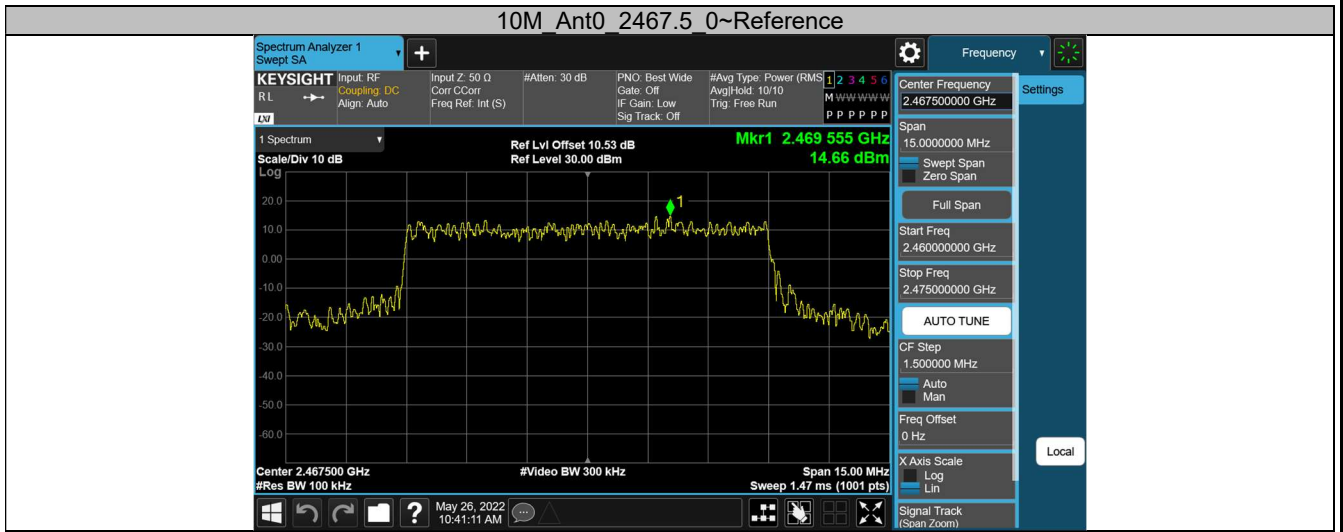 10M_Ant0_2467.5_0~Reference
Spectrum Analyzer 1
Swept SA
+
Frequency
KEYSIGHT
RL
LXI
Input: RF
Coupling: DC
Align: Auto
Input Z: 50 Ω
Corr CCorr
Freq Ref: Int (S)
#Atten: 30 dB
PNO: Best Wide
Gate: Off
IF Gain: Low
Sig Track: Off
#Avg Type: Power (RMS
Avg|Hold: 10/10
Trig: Free Run
1 2 3 4 5 6
M W W W W W
P P P P P P
1 Spectrum
Scale/Div 10 dB
Log
Ref Lvl Offset 10.53 dB
Ref Level 30.00 dBm
Mkr1 2.469 555 GHz
14.66 dBm
1
20.0
10.0
0.00
-10.0
-20.0
-30.0
-40.0
-50.0
-60.0
Center 2.467500 GHz
#Res BW 100 kHz
#Video BW 300 kHz
Span 15.00 MHz
Sweep 1.47 ms (1001 pts)
Center Frequency
2.467500000 GHz
Span
15.0000000 MHz
Swept Span
Zero Span
Full Span
Start Freq
2.460000000 GHz
Stop Freq
2.475000000 GHz
AUTO TUNE
CF Step
1.500000 MHz
Auto
Man
Freq Offset
0 Hz
X Axis Scale
Log
Lin
Signal Track
(Span Zoom)
Settings
Local
?
May 26, 2022
10:41:11 AM